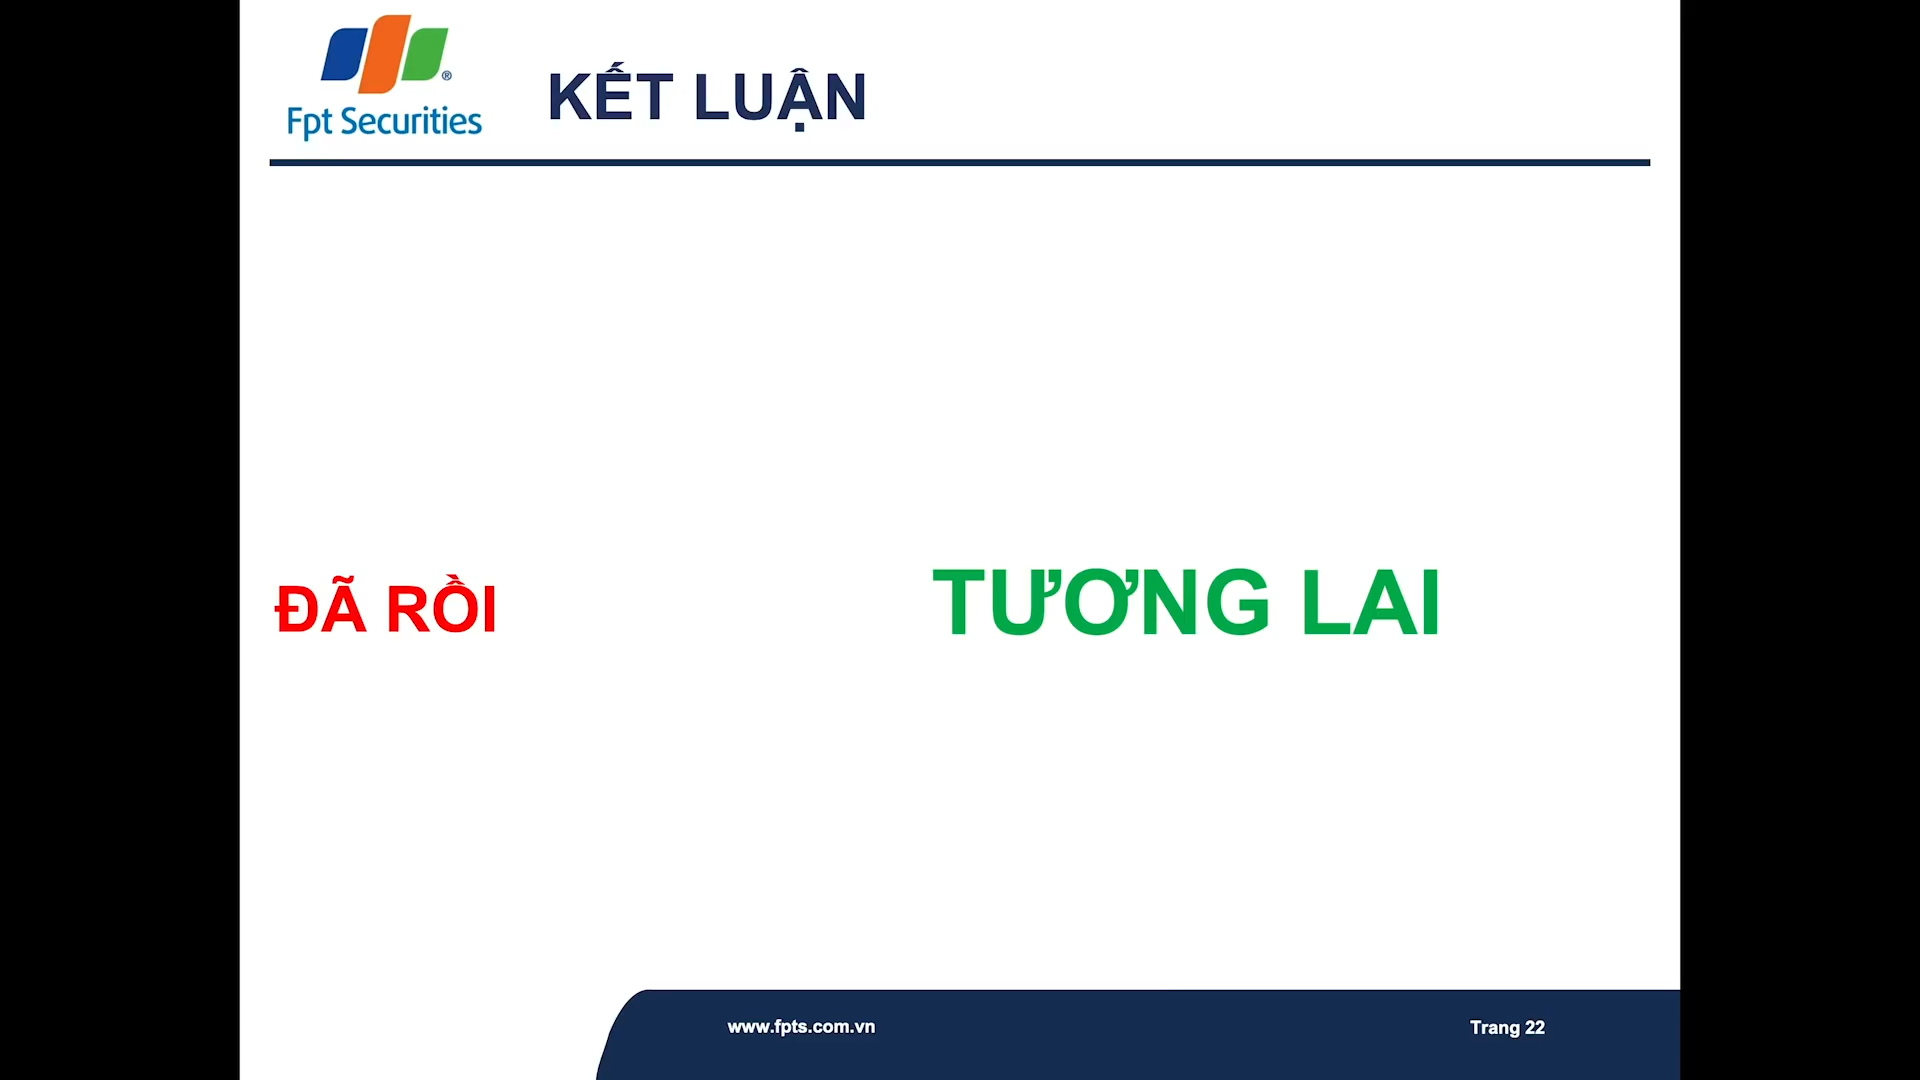 Fpt Securities
KẾT LUẬN
ĐÃ RỒI
TƯƠNG LAI
www.fpts.com.vn
Trang 22